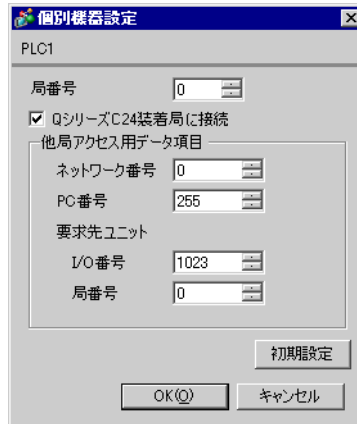 個別機器設定
PLC1
局番号 0
QシリーズC24装着局に接続
他局アクセス用データ項目
ネットワーク番号 0
PC番号 255
要求先ユニット
I/O番号 1023
局番号 0
初期設定
OK(O) キャンセル